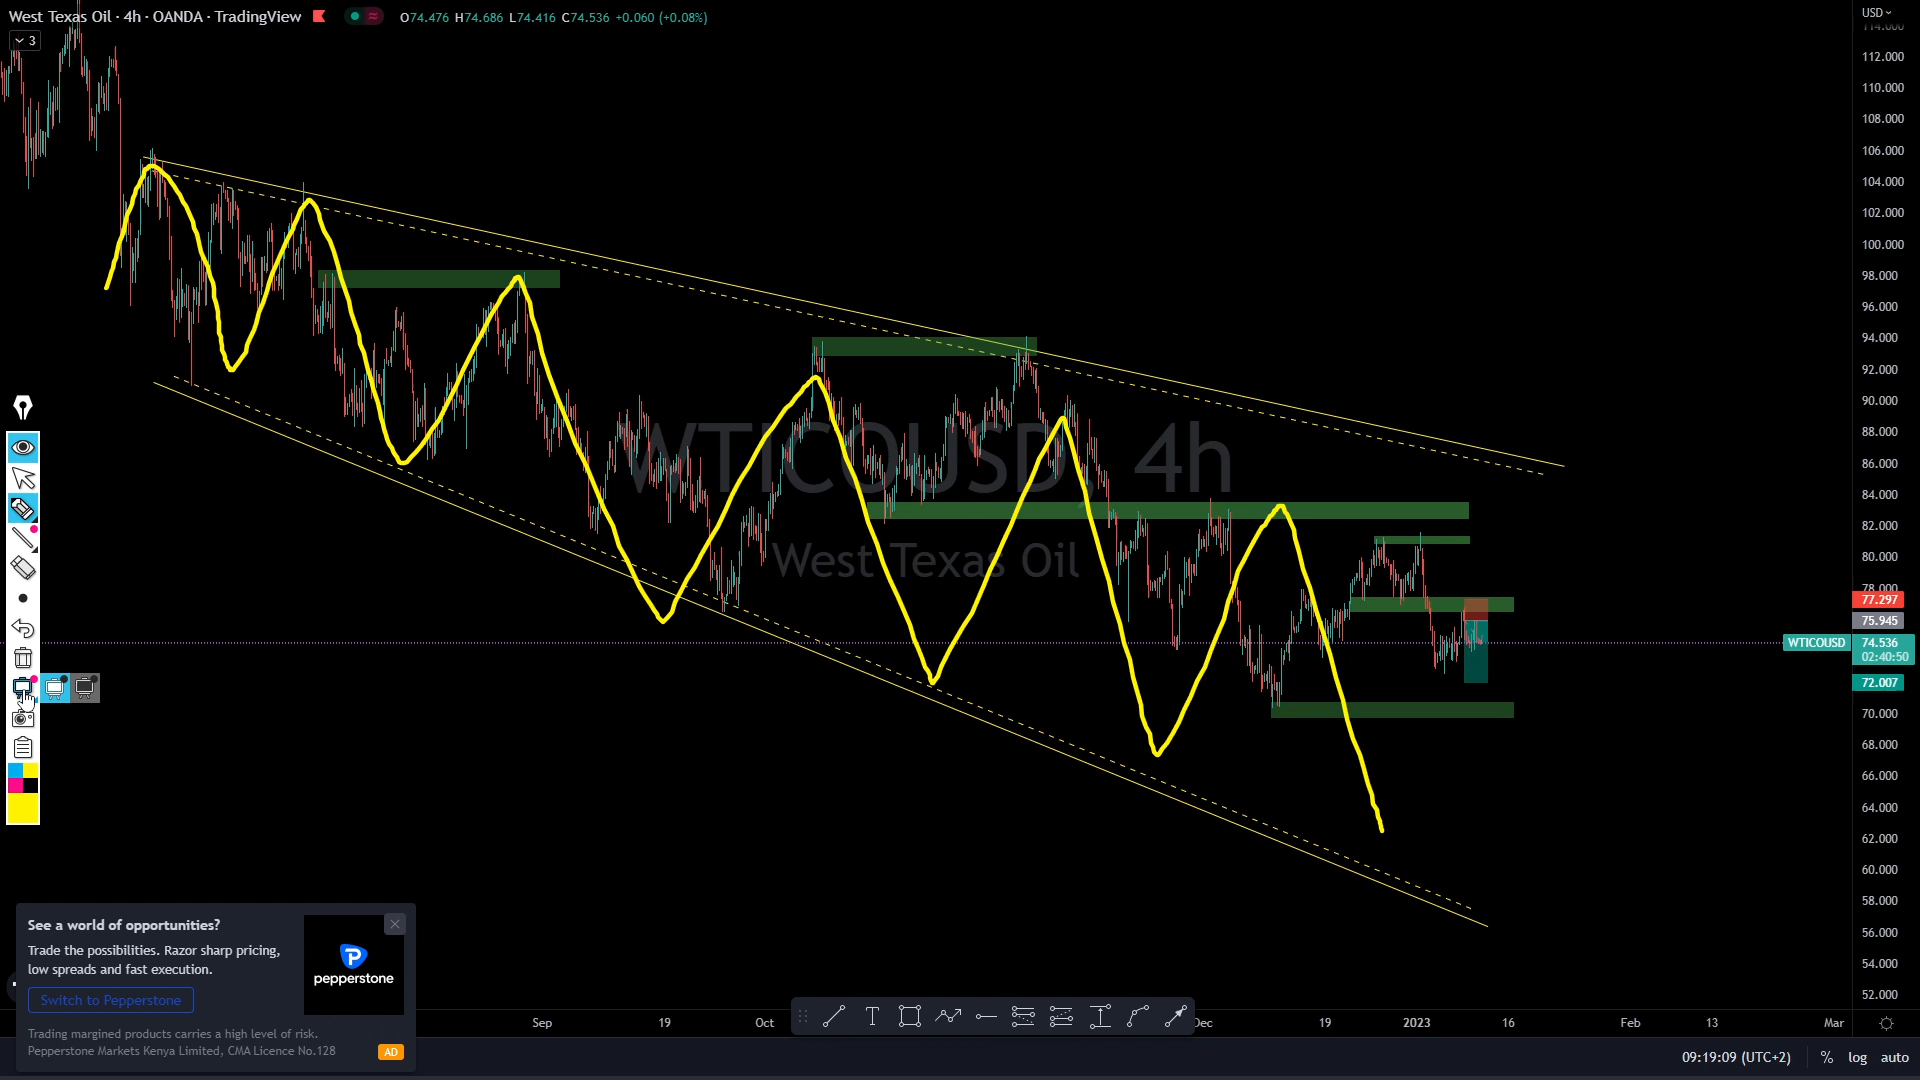 West Texas Oil · 4h · OANDA · TradingView
O74.476 H74.686 L74.416 C74.536 +0.060 (+0.08%)
USD
3
114.000
112.000
110.000
108.000
106.000
104.000
102.000
100.000
98.000
96.000
94.000
92.000
90.000
88.000
86.000
84.000
82.000
80.000
78.000
77.297
75.945
WTICOUSD 74.536
02:40:50
72.007
70.000
68.000
66.000
64.000
62.000
60.000
58.000
56.000
54.000
52.000
WTICOUSD, 4h
West Texas Oil
See a world of opportunities?
Trade the possibilities. Razor sharp pricing,
low spreads and fast execution.
pepperstone
Switch to Pepperstone
Trading margined products carries a high level of risk.
Pepperstone Markets Kenya Limited, CMA Licence No.128
AD
Sep 19 Oct Dec 19 2023 16 Feb 13 Mar
09:19:09 (UTC+2) % log auto